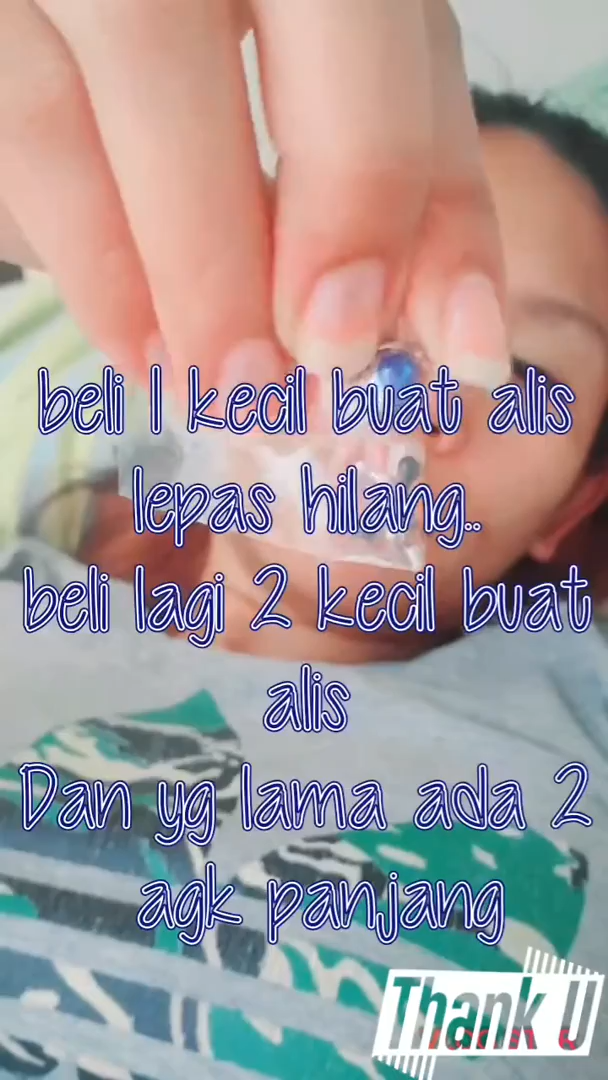 beli 1 kecil buat alis
lepas hilang..
beli lagi 2 kecil buat
alis
Dan yg lama ada 2
agk panjang
Thank U